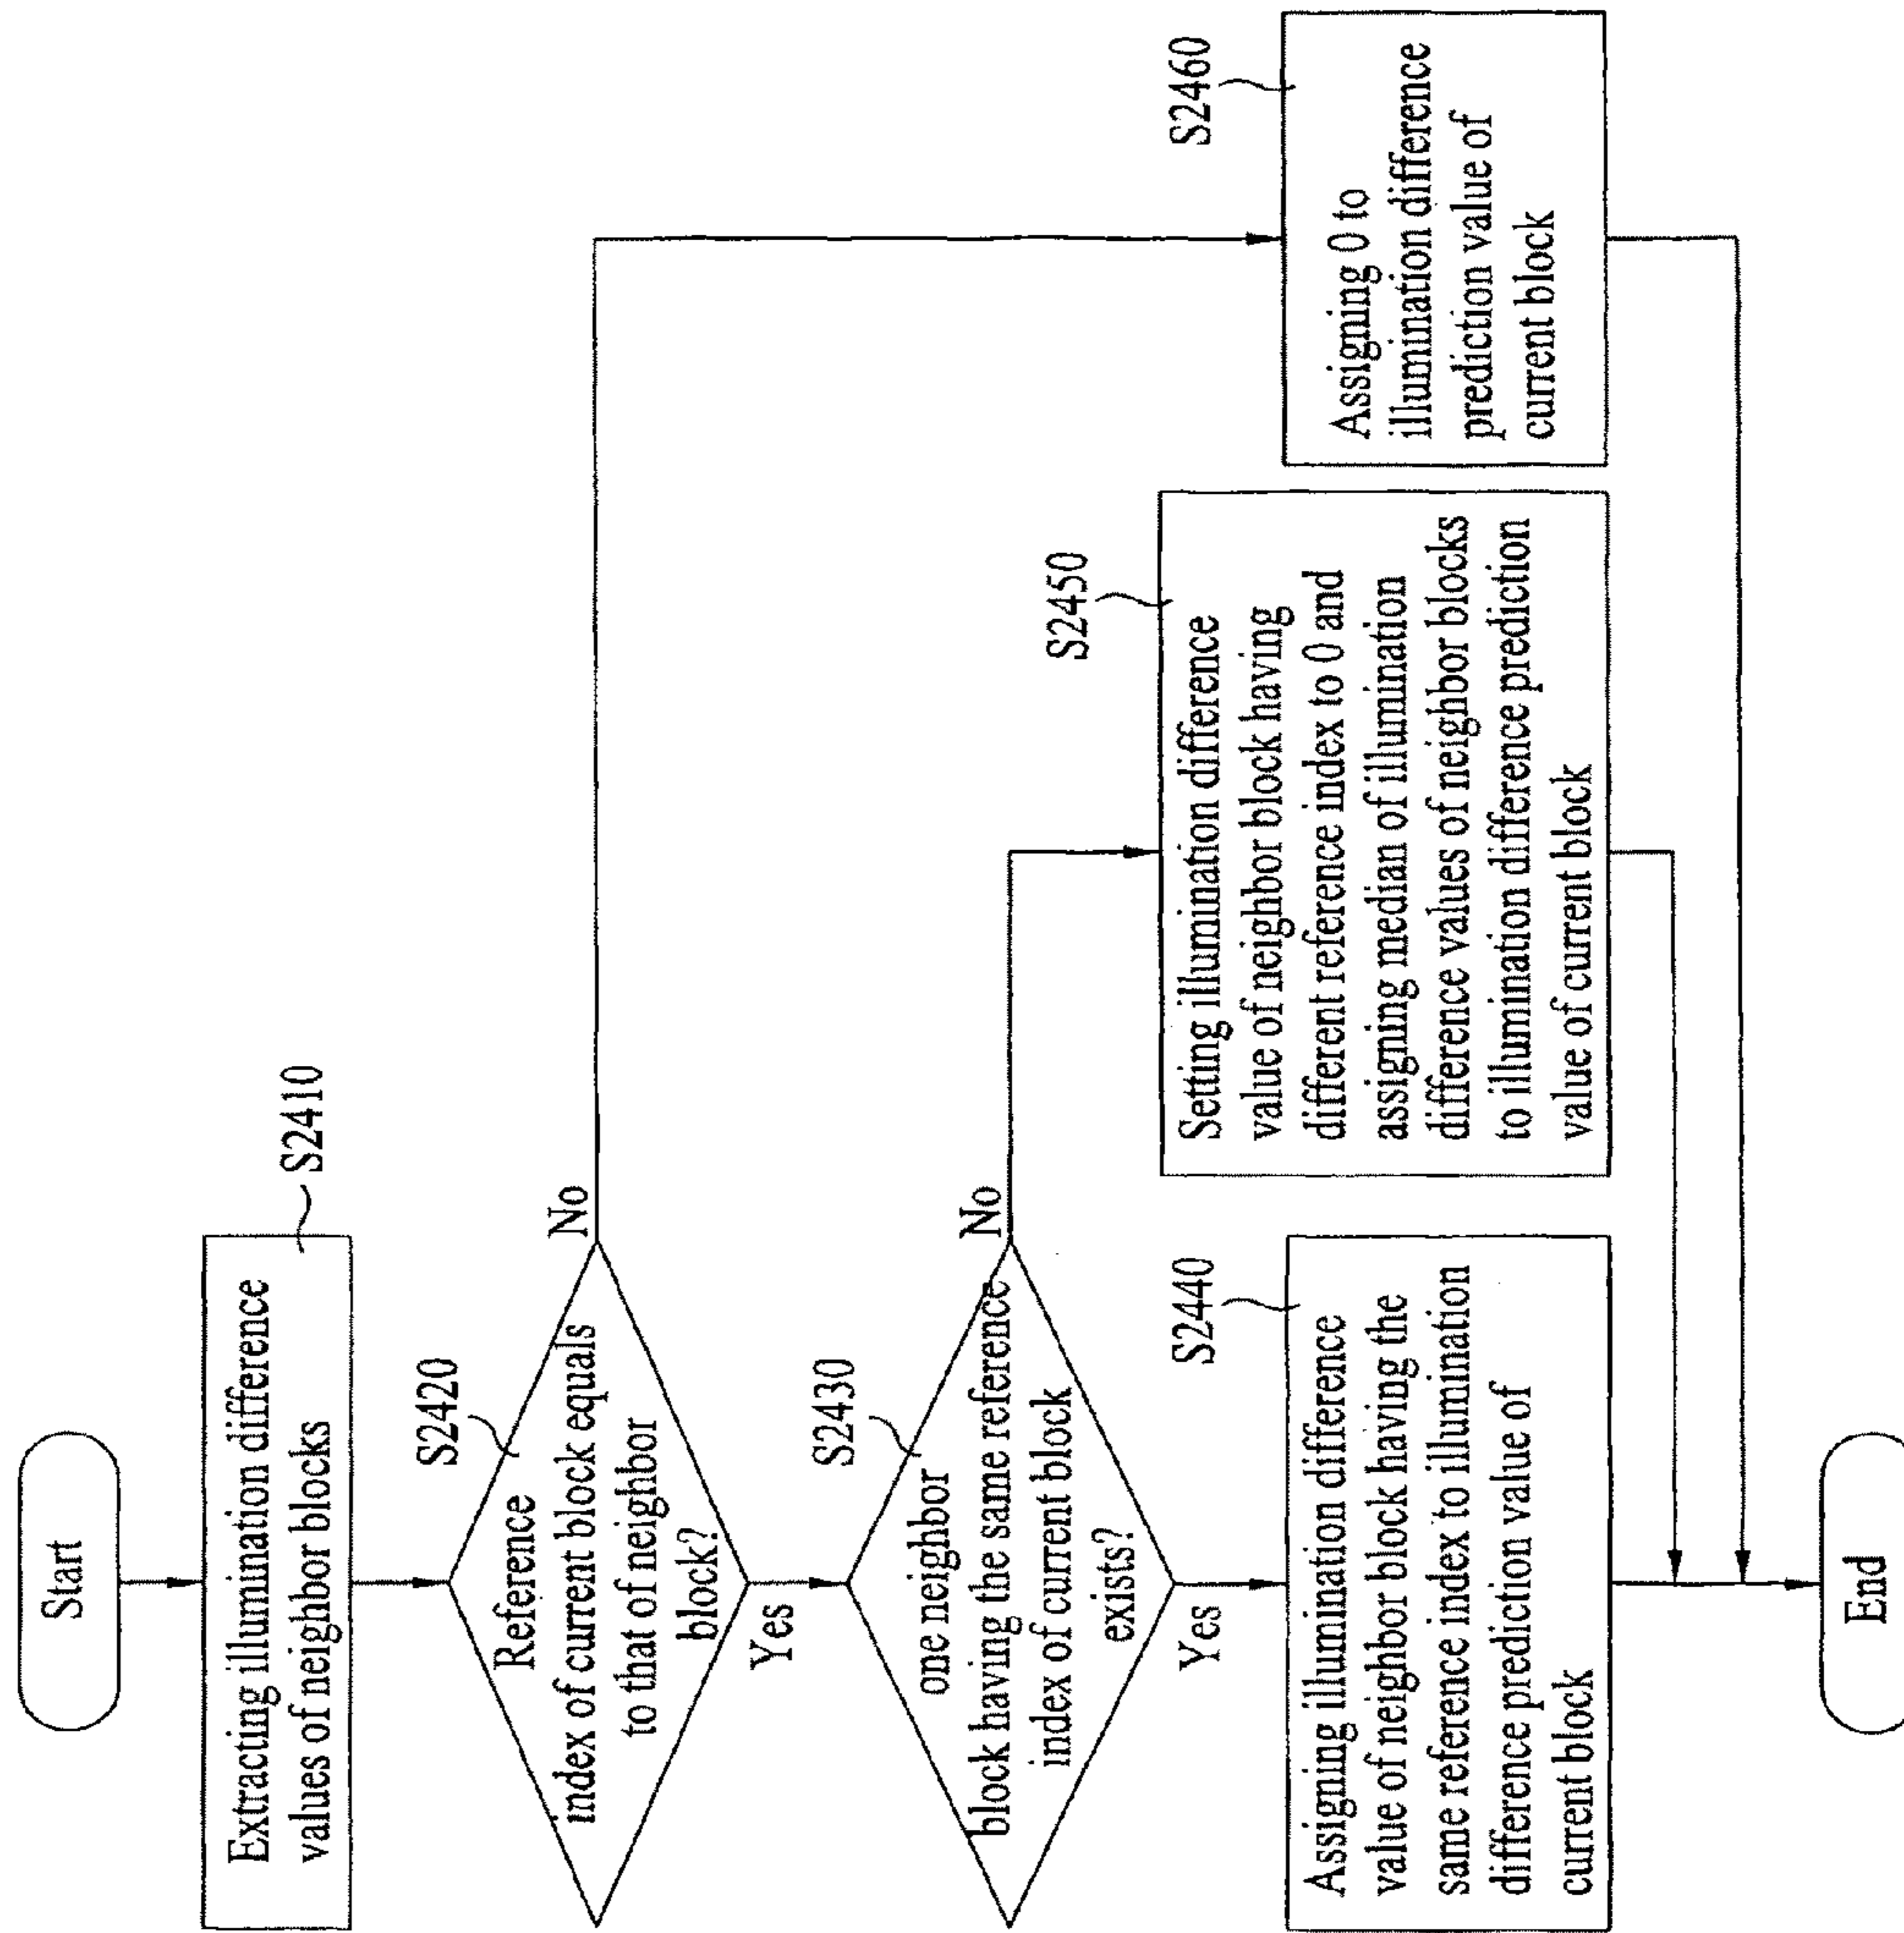 Start
S2410
Extracting illumination difference
values of neighbor blocks
S2420
Reference
index of current block equals
to that of neighbor
block?
No
Yes
S2430
one neighbor
block having the same reference
index of current block
exists?
No
Yes
S2440
Assigning illumination difference
value of neighbor block having the
same reference index to illumination
difference prediction value of
current block
S2450
Setting illumination difference
value of neighbor block having
different reference index to 0 and
assigning median of illumination
difference values of neighbor blocks
to illumination difference prediction
value of current block
S2460
Assigning 0 to
illumination difference
prediction value of
current block
End